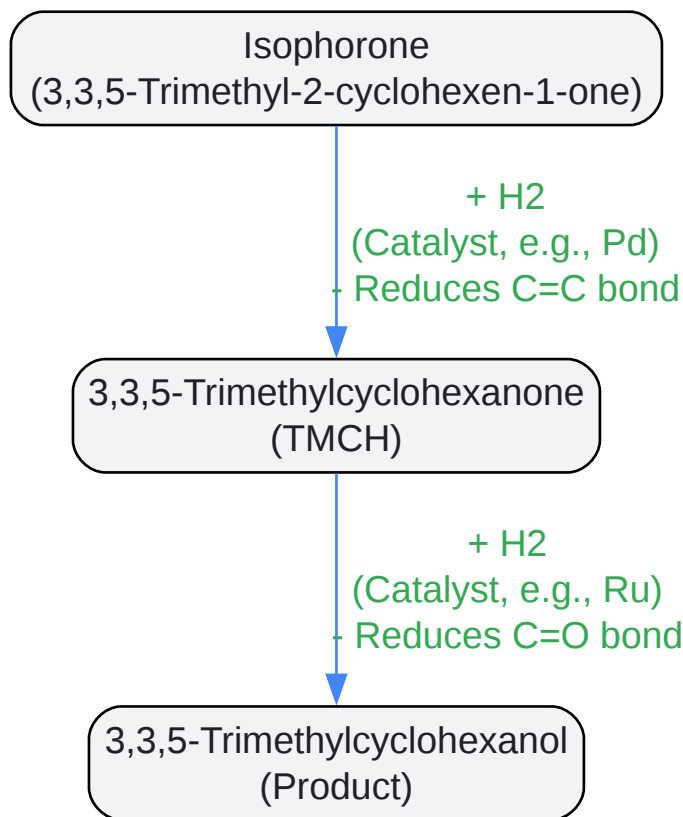 Isophorone
(3,3,5-Trimethyl-2-cyclohexen-1-one)
+ H2
(Catalyst, e.g., Pd)
- Reduces C=C bond
3,3,5-Trimethylcyclohexanone
(TMCH)
+ H2
(Catalyst, e.g., Ru)
- Reduces C=O bond
3,3,5-Trimethylcyclohexanol
(Product)